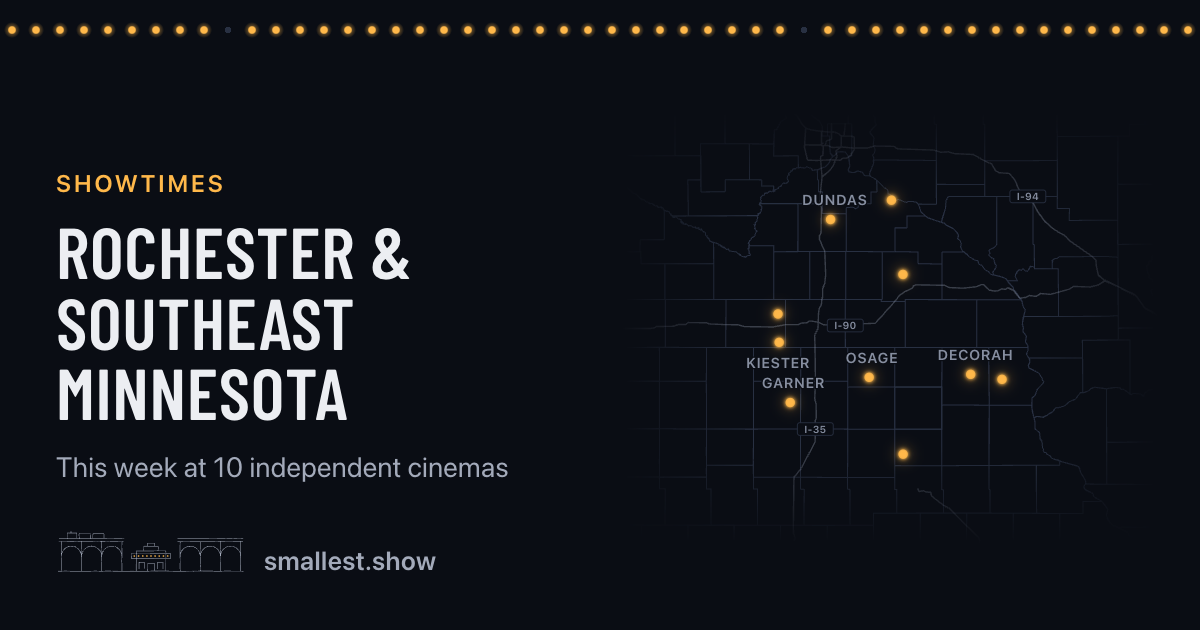 SHOWTIMES
ROCHESTER &
SOUTHEAST
MINNESOTA
This week at 10 independent cinemas
smallest.show
DUNDAS
I-94
I-90
KIESTER
OSAGE
DECORAH
GARNER
I-35